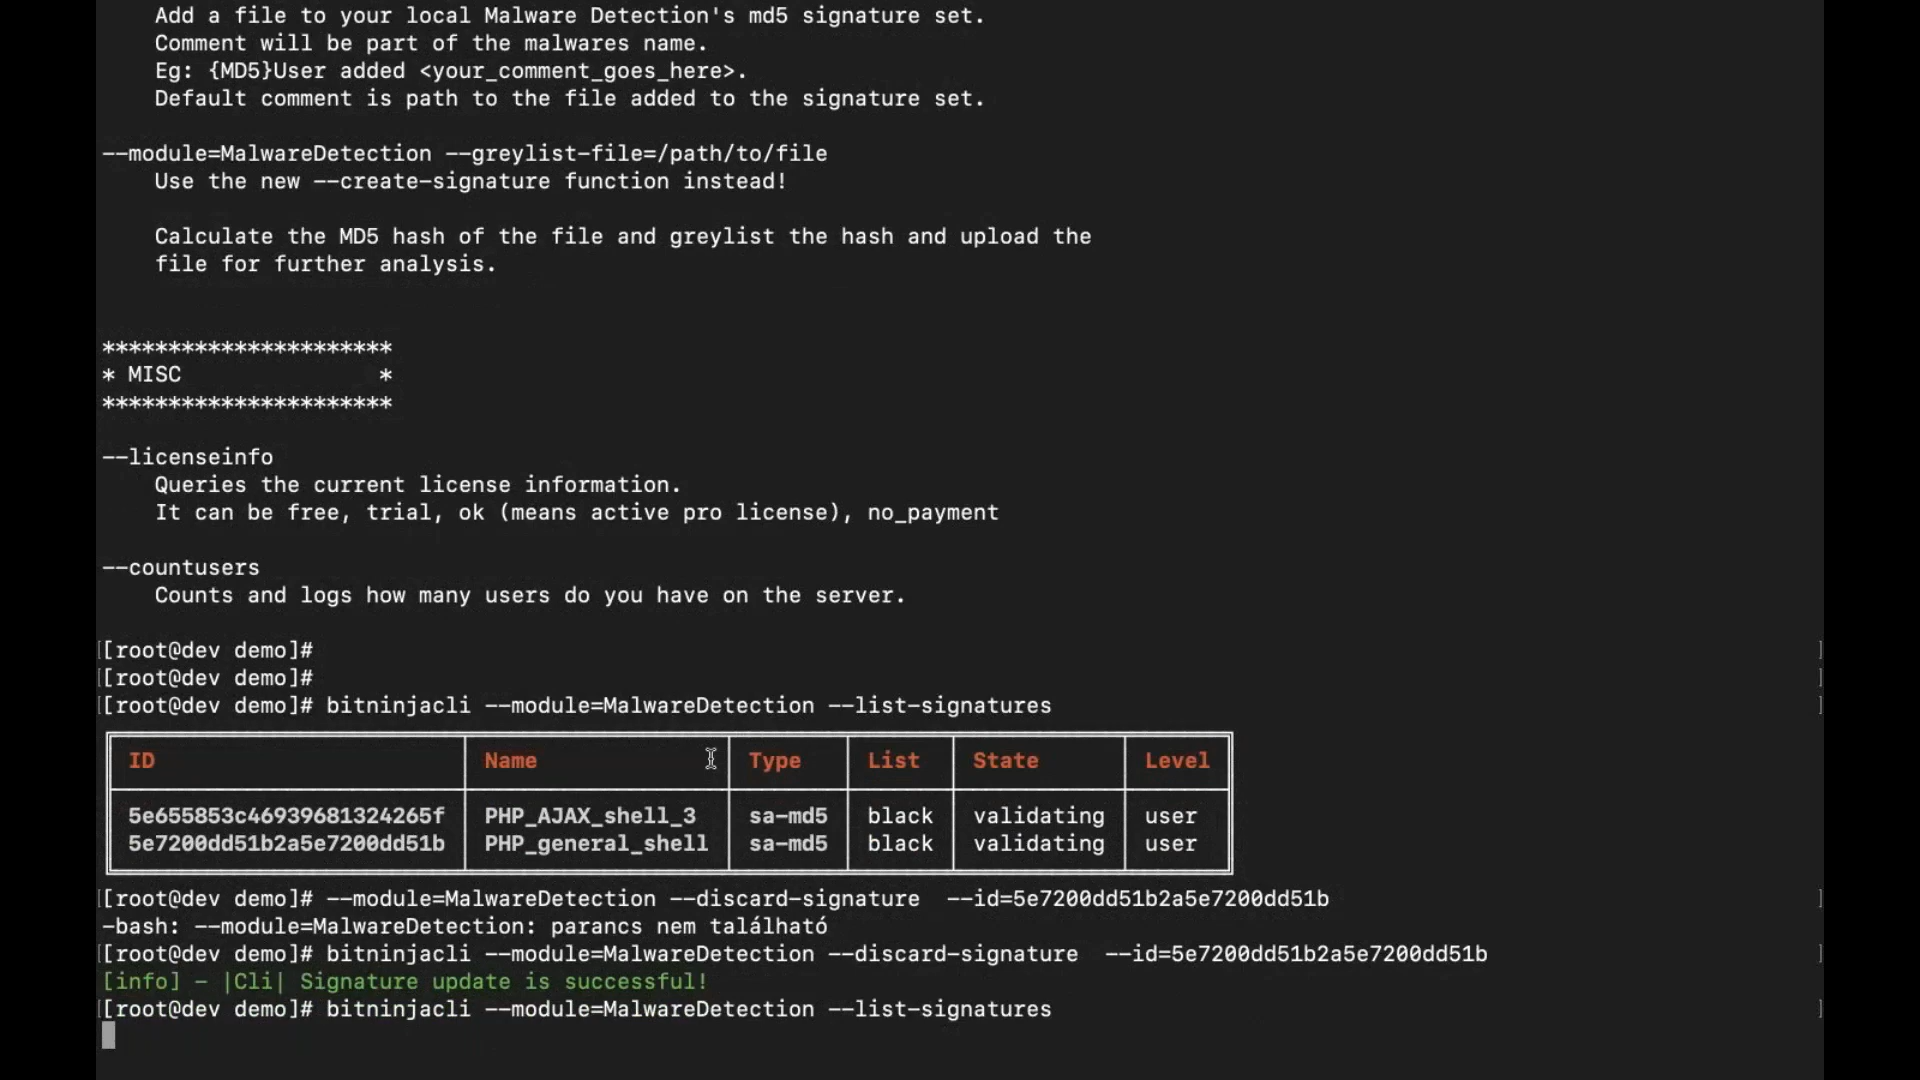 Add a file to your local Malware Detection's md5 signature set.
Comment will be part of the malwares name.
Eg: {MD5}User added <your_comment_goes_here>.
Default comment is path to the file added to the signature set.
--module=MalwareDetection --greylist-file=/path/to/file
Use the new --create-signature function instead!
Calculate the MD5 hash of the file and greylist the hash and upload the
file for further analysis.
**********************
* MISC               *
**********************
--licenseinfo
Queries the current license information.
It can be free, trial, ok (means active pro license), no_payment
--countusers
Counts and logs how many users do you have on the server.
[[root@dev demo]# ]
[[root@dev demo]# ]
[[root@dev demo]# bitninjacli --module=MalwareDetection --list-signatures ]
ID Name Type List State Level
5e655853c46939681324265f PHP_AJAX_shell_3 sa-md5 black validating user
5e7200dd51b2a5e7200dd51b PHP_general_shell sa-md5 black validating user
[[root@dev demo]# --module=MalwareDetection --discard-signature  --id=5e7200dd51b2a5e7200dd51b ]
-bash: --module=MalwareDetection: parancs nem található
[[root@dev demo]# bitninjacli --module=MalwareDetection --discard-signature  --id=5e7200dd51b2a5e7200dd51b ]
[info] – |Cli| Signature update is successful!
[[root@dev demo]# bitninjacli --module=MalwareDetection --list-signatures ]